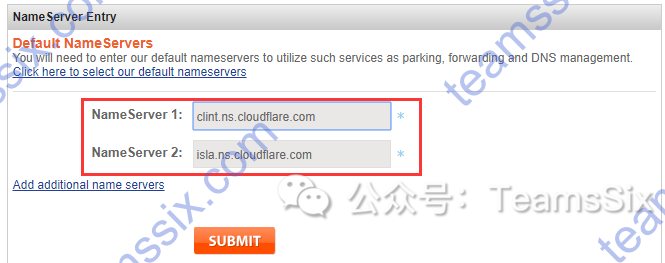 NameServer Entry
Default NameServers
You will need to enter our default nameservers to utilize such services as parking, forwarding and DNS management.
Click here to select our default nameservers
NameServer 1: clint.ns.cloudflare.com *
NameServer 2: isla.ns.cloudflare.com *
Add additional name servers
公众号：TeamsSix
SUBMIT
teamssix.com
teamssix.com
teamssix.com